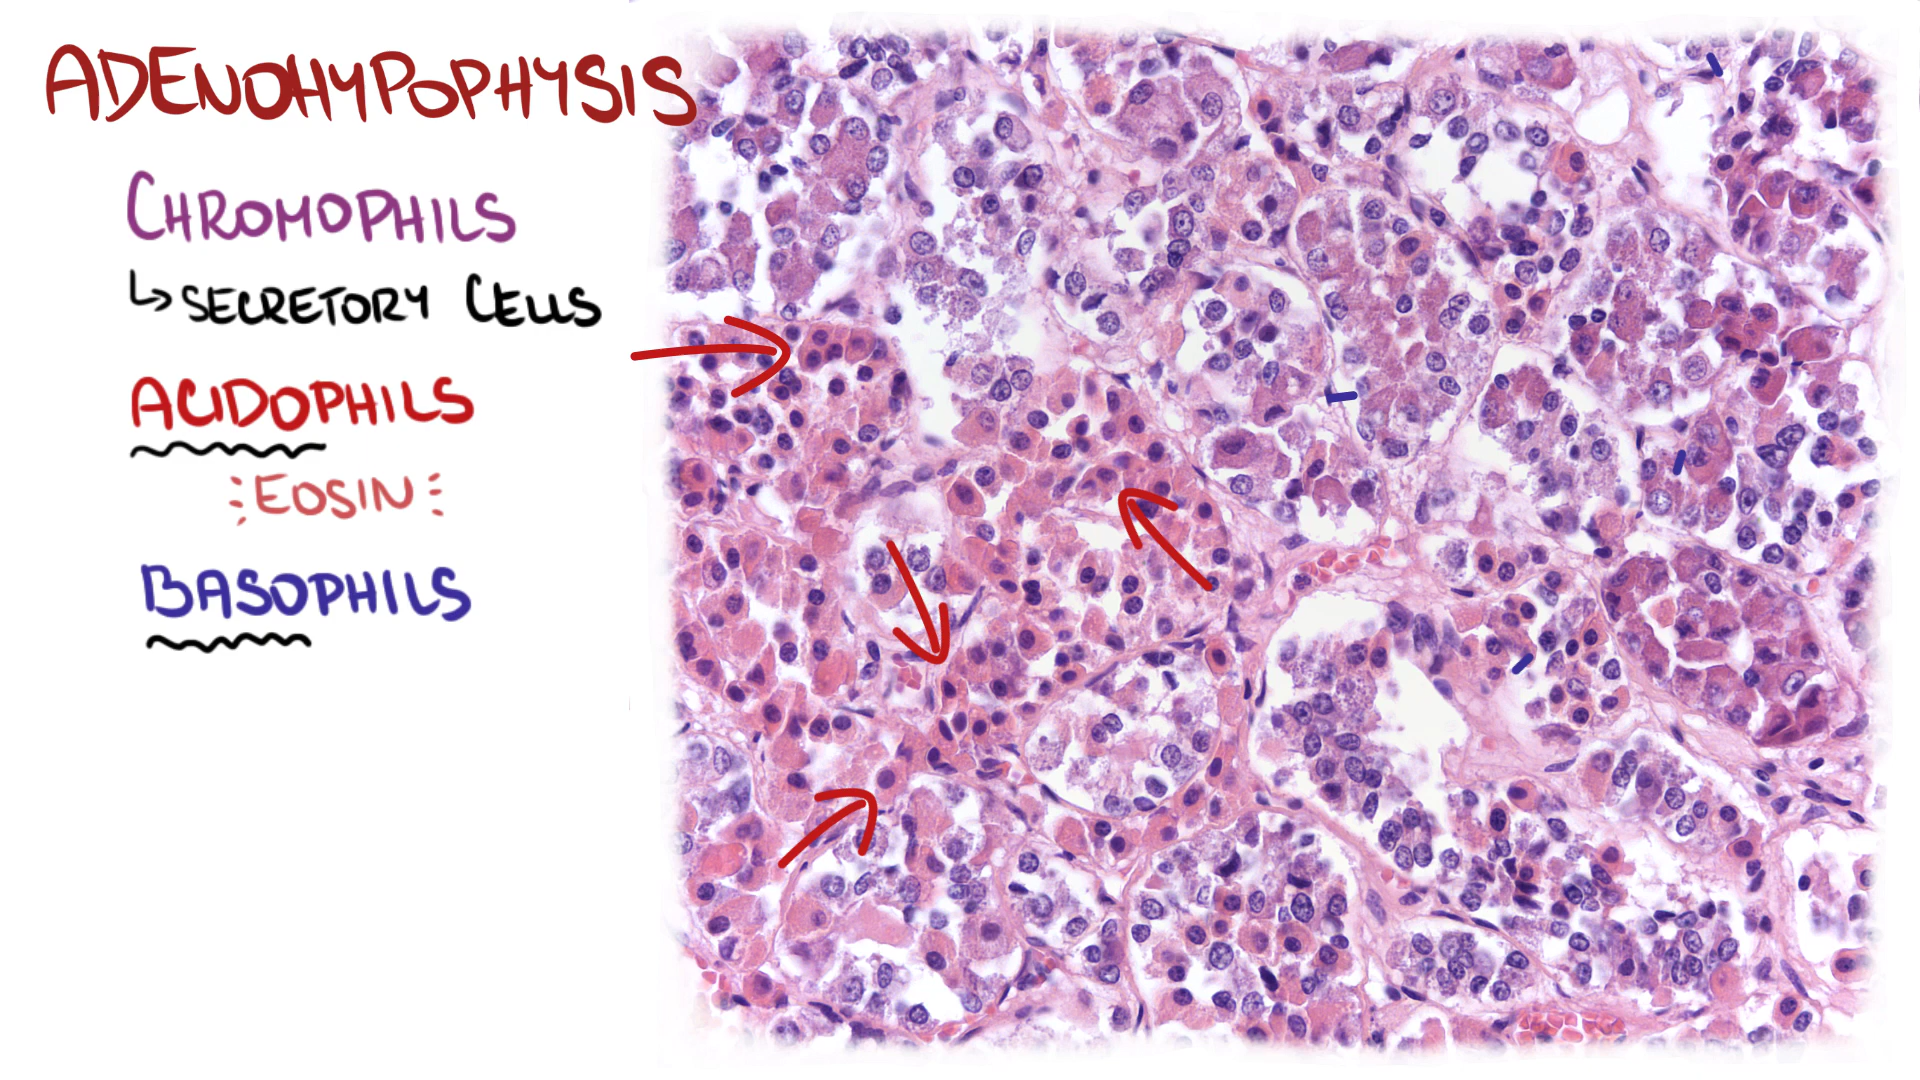 ADENOHYPOPHYSIS
CHROMOPHILS
↳ SECRETORY CELLS
ACIDOPHILS
EOSIN
BASOPHILS